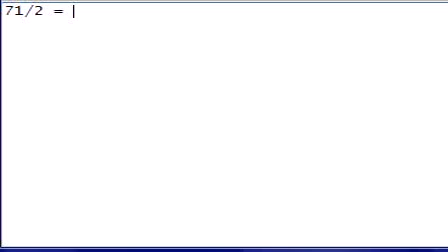 71/2 =